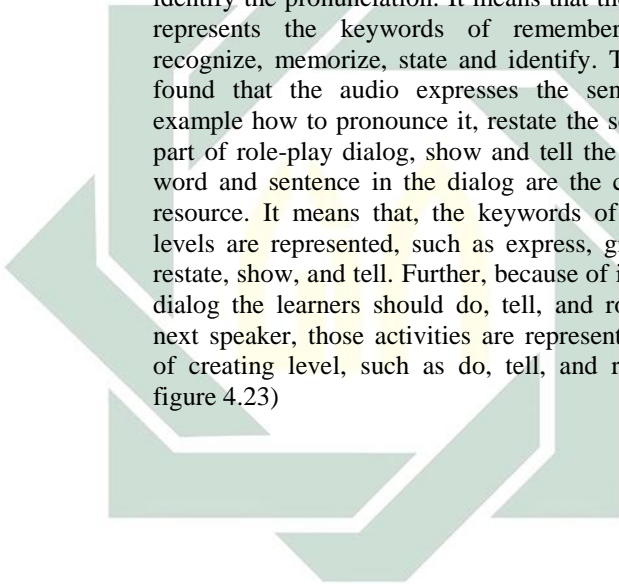 identify the pronunciation. It means that the
represents the keywords of remember
recognize, memorize, state and identify. T
found that the audio expresses the sen
example how to pronounce it, restate the s
part of role-play dialog, show and tell the
word and sentence in the dialog are the c
resource. It means that, the keywords of
levels are represented, such as express, g
restate, show, and tell. Further, because of i
dialog the learners should do, tell, and ro
next speaker, those activities are represent
of creating level, such as do, tell, and r
figure 4.23)